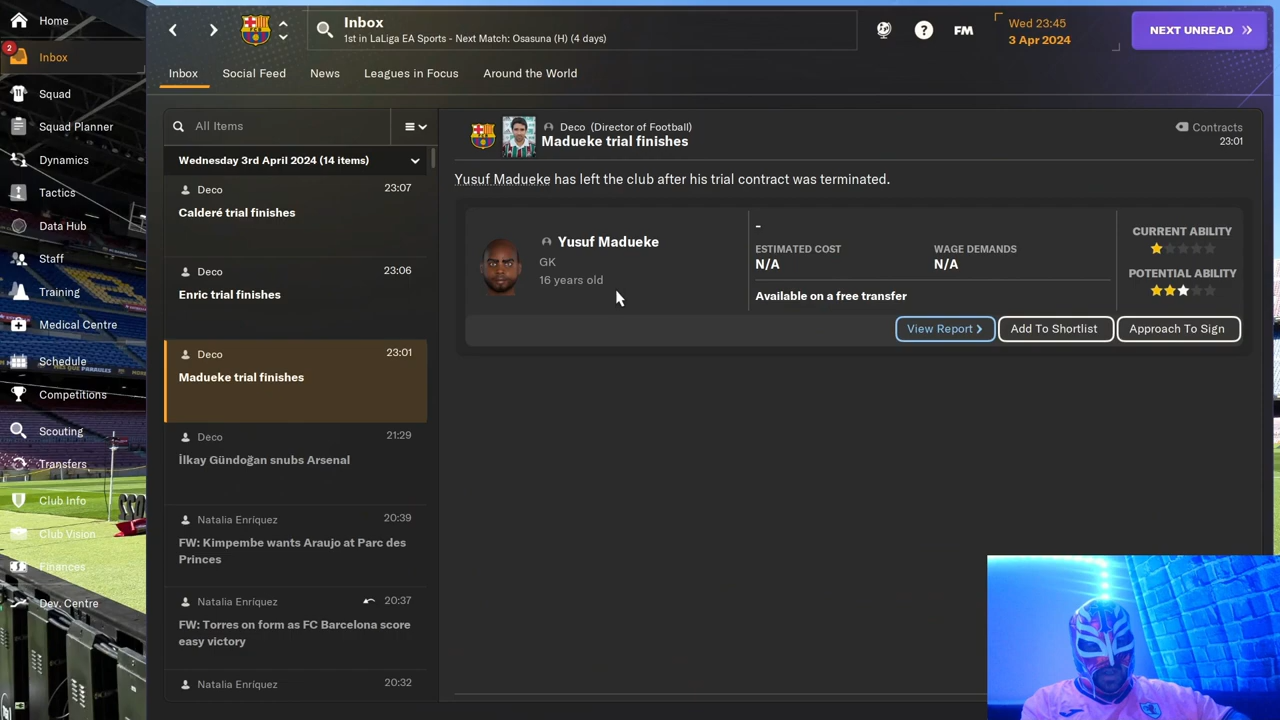 Home
2
Inbox
Squad
Squad Planner
Dynamics
Tactics
Data Hub
Staff
Training
Medical Centre
Schedule
Competitions
Scouting
Transfers
Club Info
Club Vision
Finances
Dev. Centre
Inbox
1st in LaLiga EA Sports - Next Match: Osasuna (H) (4 days)
?
FM
Wed 23:45
3 Apr 2024
NEXT UNREAD
Inbox
Social Feed
News
Leagues in Focus
Around the World
All Items
Wednesday 3rd April 2024 (14 items)
Deco 23:07
Calderé trial finishes
Deco 23:06
Enric trial finishes
Deco 23:01
Madueke trial finishes
Deco 21:29
İlkay Gündoğan snubs Arsenal
Natalia Enríquez 20:39
FW: Kimpembe wants Araujo at Parc des
Princes
Natalia Enríquez 20:37
FW: Torres on form as FC Barcelona score
easy victory
Natalia Enríquez 20:32
Deco (Director of Football)
Madueke trial finishes
Contracts
23:01
Yusuf Madueke has left the club after his trial contract was terminated.
Yusuf Madueke
GK
16 years old
-
ESTIMATED COST
N/A
WAGE DEMANDS
N/A
Available on a free transfer
CURRENT ABILITY
POTENTIAL ABILITY
View Report
Add To Shortlist
Approach To Sign